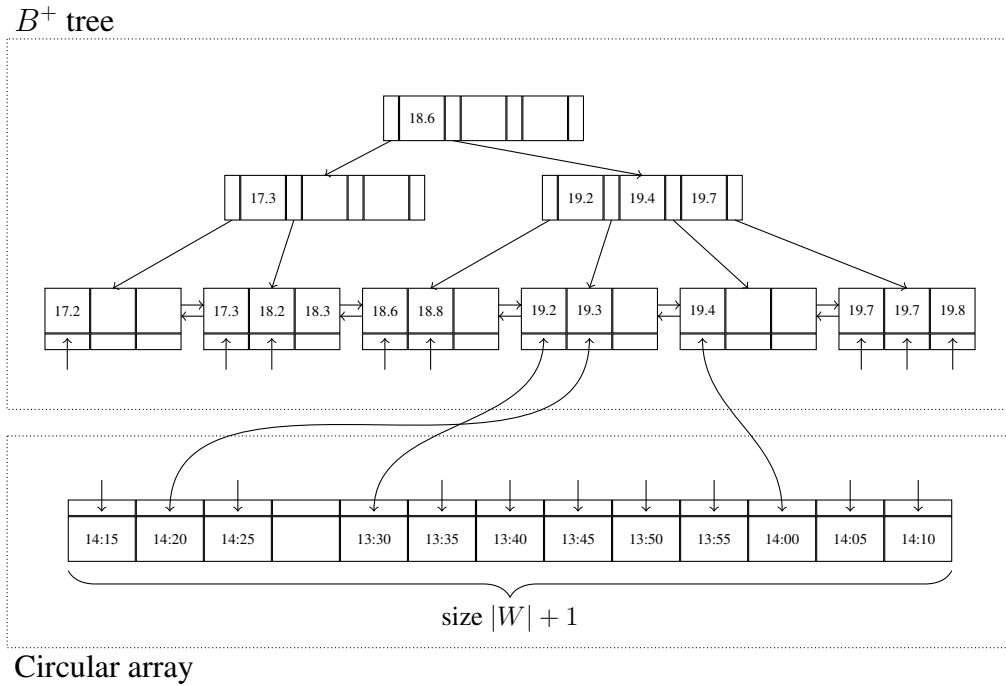 B+ tree
18.6
17.3 19.2 19.4 19.7
17.2 17.3 18.2 18.3 18.6 18.8 19.2 19.3 19.4 19.7 19.7 19.8
14:15 14:20 14:25 13:30 13:35 13:40 13:45 13:50 13:55 14:00 14:05 14:10
size |W| + 1
Circular array